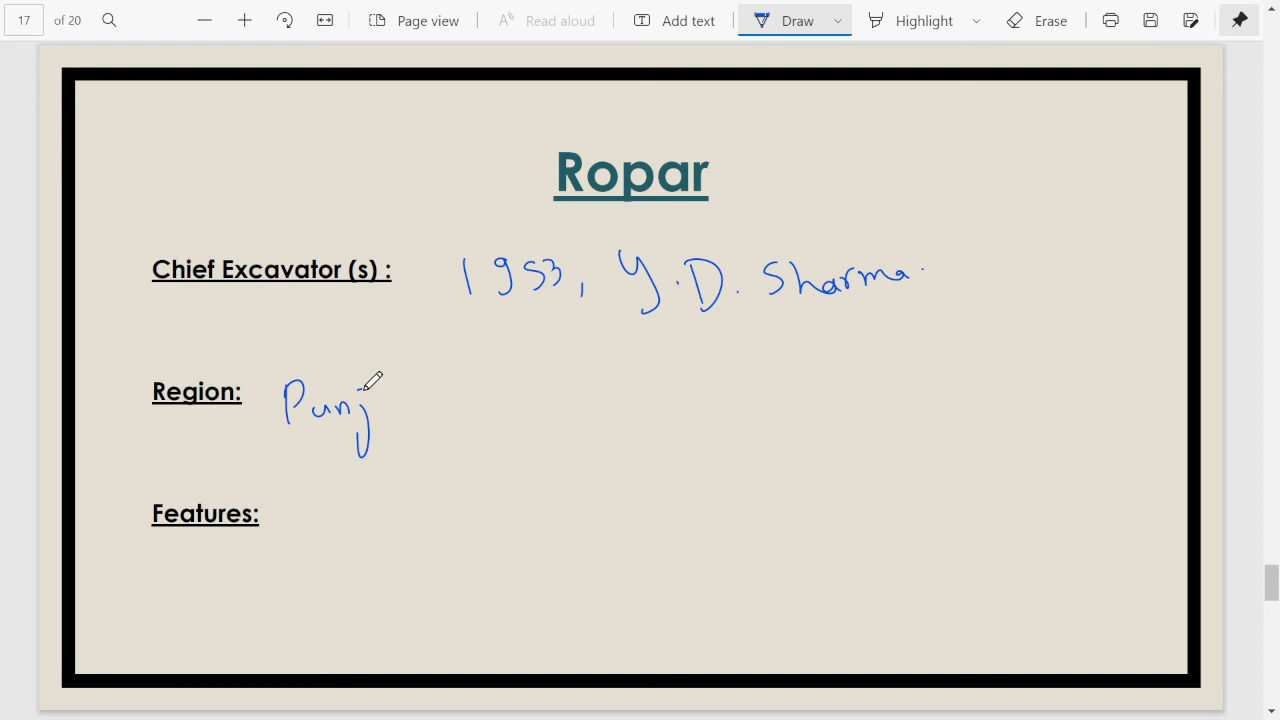 17 of 20 Page view Read aloud Add text Draw Highlight Erase
Ropar
Chief Excavator (s) : 1953, Y.D. Sharma.
Region: Punj
Features: